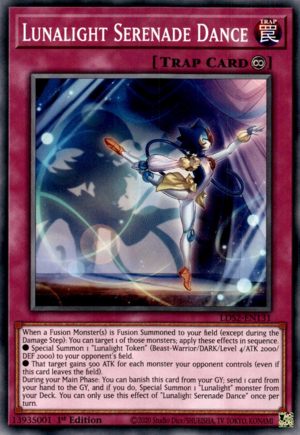 LUNALIGHT SERENADE DANCE
TRAP
罠
[TRAP CARD]
LDS2-EN131
When a Fusion Monster(s) is Fusion Summoned to your field (except during the
Damage Step): You can target 1 of those monsters; apply these effects in sequence.
● Special Summon 1 "Lunalight Token" (Beast-Warrior/DARK/Level 4/ATK 2000/
DEF 2000) to your opponent's field.
● That target gains 500 ATK for each monster your opponent controls (even if
this card leaves the field).
During your Main Phase: You can banish this card from your GY; send 1 card from
your hand to the GY, and if you do, Special Summon 1 "Lunalight" monster from
your Deck. You can only use this effect of "Lunalight Serenade Dance" once per
turn.
13935001
1st Edition
©2020 Studio Dice/SHUEISHA, TV TOKYO, KONAMI